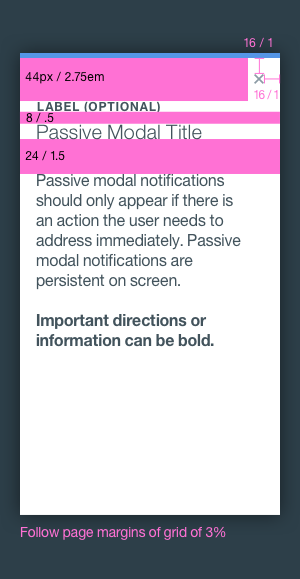 16 / 1
44px / 2.75em
16 / 1
LABEL (OPTIONAL)
8 / .5
Passive Modal Title
24 / 1.5
Passive modal notifications
should only appear if there is
an action the user needs to
address immediately. Passive
modal notifications are
persistent on screen.
Important directions or
information can be bold.
Follow page margins of grid of 3%